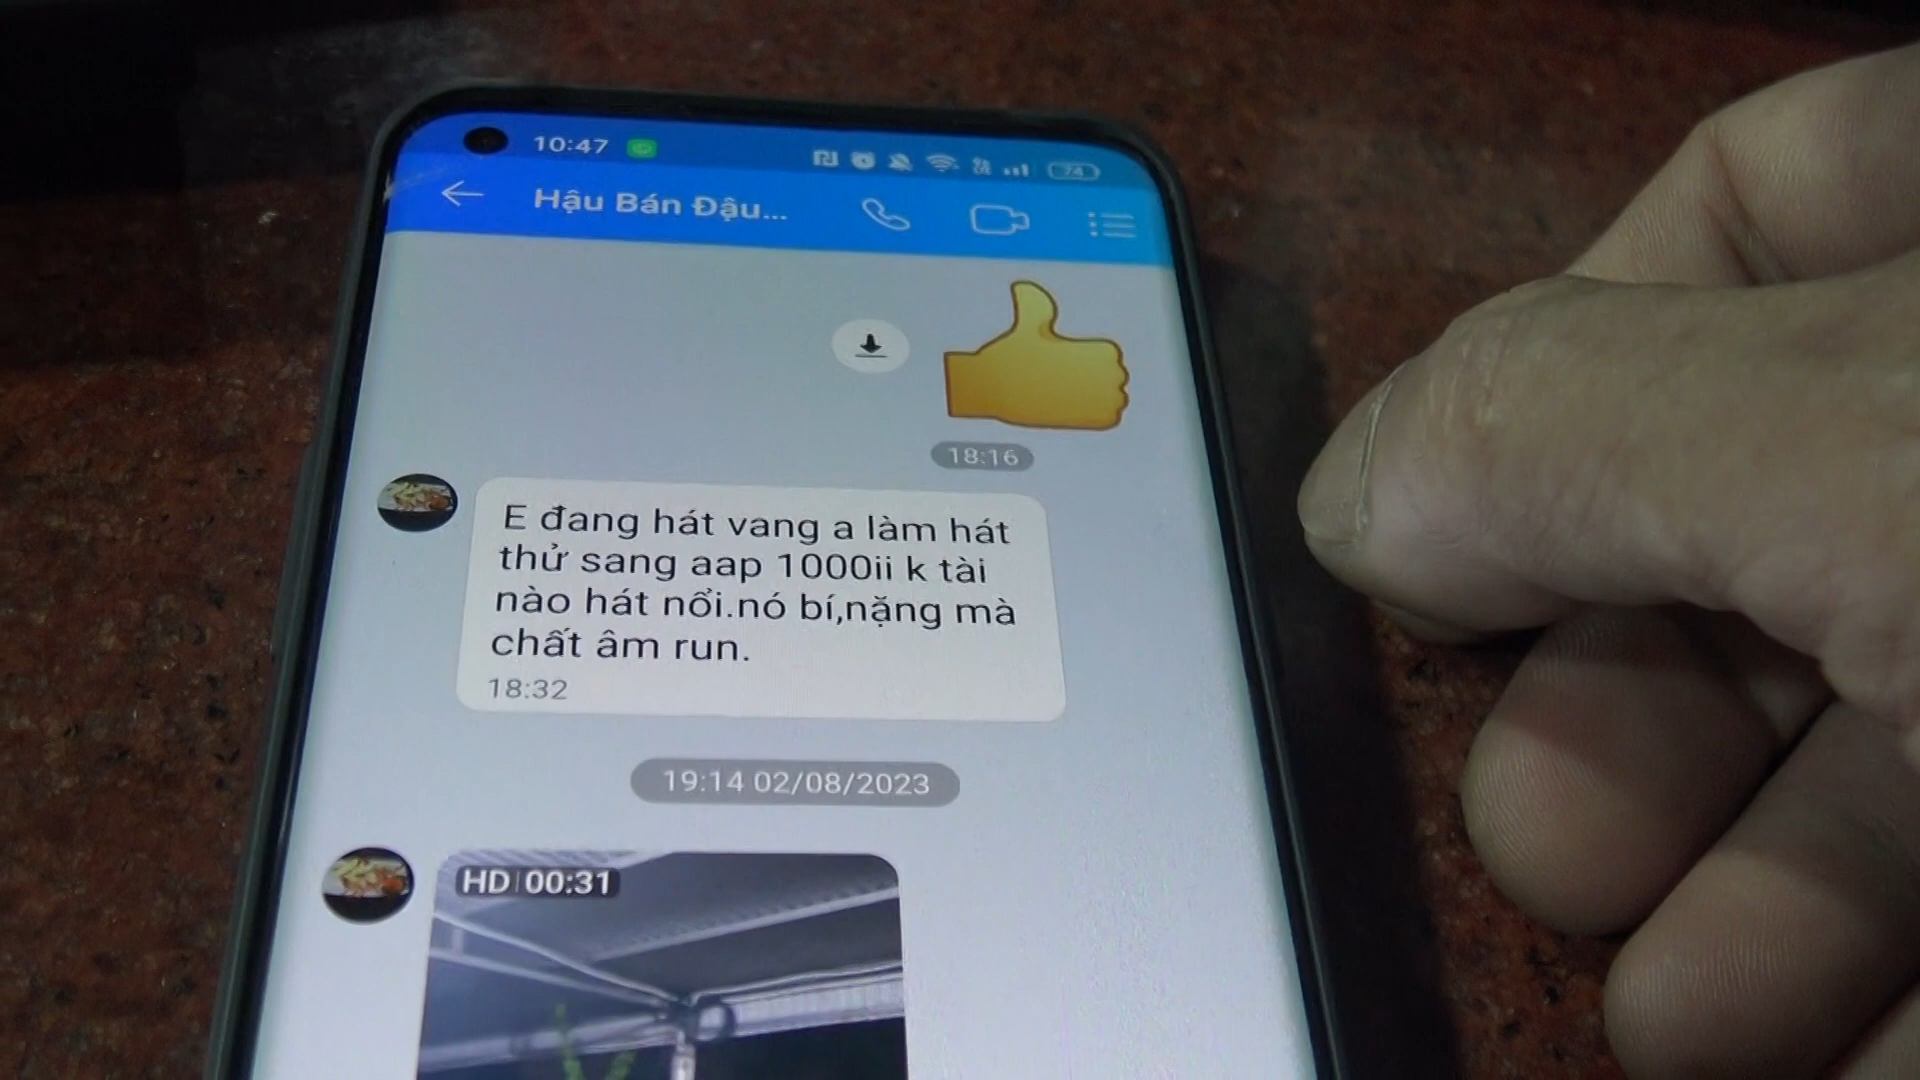 10:47
74
Hậu Bán Đậu...
18:16
E đang hát vang a làm hát
thử sang aap 1000ii k tài
nào hát nổi.nó bí,nặng mà
chất âm run.
18:32
19:14 02/08/2023
HD 00:31